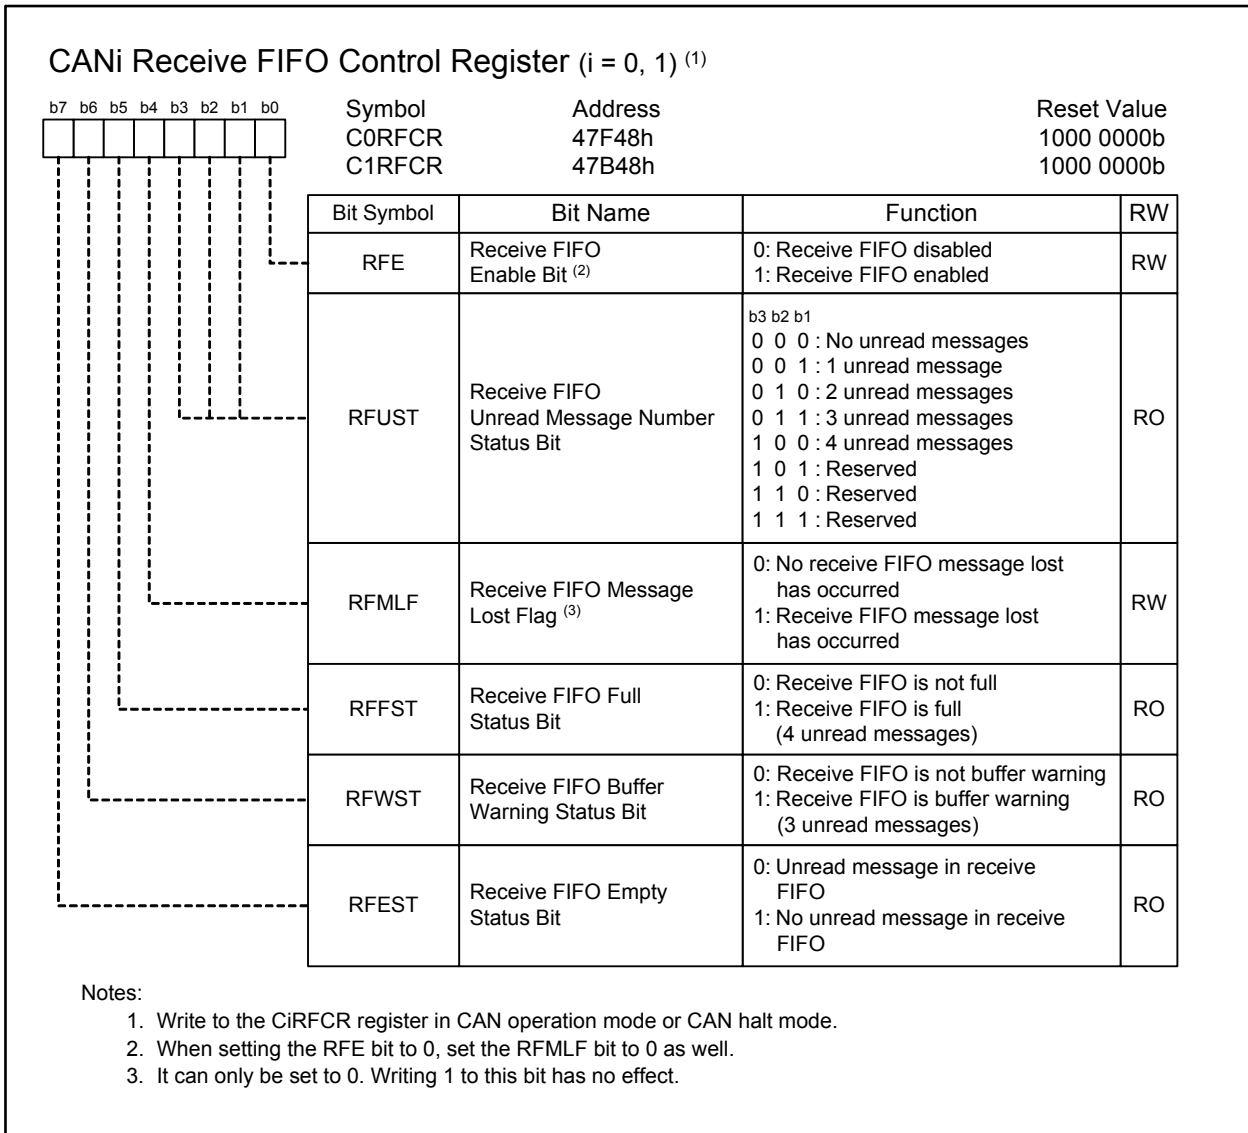 CANi Receive FIFO Control Register (i = 0, 1) (1)
b7 b6 b5 b4 b3 b2 b1 b0
Symbol Address Reset Value
C0RFCR 47F48h 1000 0000b
C1RFCR 47B48h 1000 0000b
Bit Symbol Bit Name Function RW
RFE
Receive FIFO
Enable Bit (2)
0: Receive FIFO disabled
1: Receive FIFO enabled
RW
RFUST
Receive FIFO
Unread Message Number
Status Bit
b3 b2 b1
0 0 0 : No unread messages
0 0 1 : 1 unread message
0 1 0 : 2 unread messages
0 1 1 : 3 unread messages
1 0 0 : 4 unread messages
1 0 1 : Reserved
1 1 0 : Reserved
1 1 1 : Reserved
RO
RFMLF
Receive FIFO Message
Lost Flag (3)
0: No receive FIFO message lost
has occurred
1: Receive FIFO message lost
has occurred
RW
RFFST
Receive FIFO Full
Status Bit
0: Receive FIFO is not full
1: Receive FIFO is full
(4 unread messages)
RO
RFWST
Receive FIFO Buffer
Warning Status Bit
0: Receive FIFO is not buffer warning
1: Receive FIFO is buffer warning
(3 unread messages)
RO
RFEST
Receive FIFO Empty
Status Bit
0: Unread message in receive
FIFO
1: No unread message in receive
FIFO
RO
Notes:
1. Write to the CiRFCR register in CAN operation mode or CAN halt mode.
2. When setting the RFE bit to 0, set the RFMLF bit to 0 as well.
3. It can only be set to 0. Writing 1 to this bit has no effect.